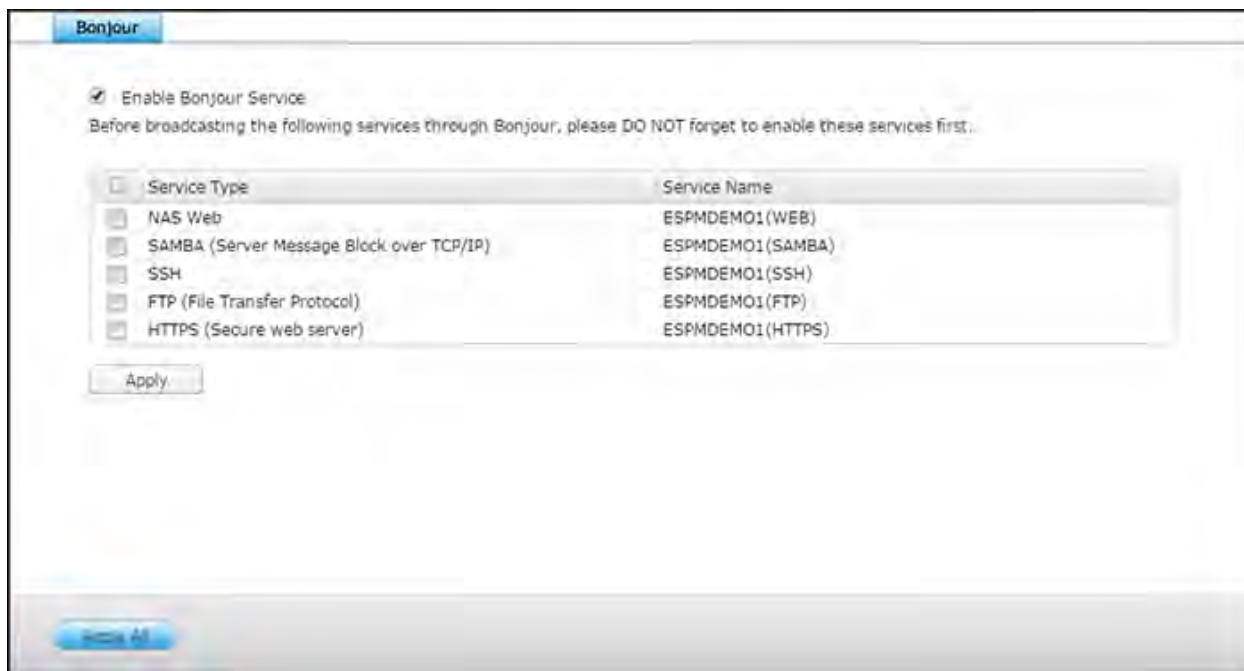 Bonjour
Enable Bonjour Service
Before broadcasting the following services through Bonjour, please DO NOT forget to enable these services first.
Service Type Service Name
NAS Web ESPMDEMO1(WEB)
SAMBA (Server Message Block over TCP/IP) ESPMDEMO1(SAMBA)
SSH ESPMDEMO1(SSH)
FTP (File Transfer Protocol) ESPMDEMO1(FTP)
HTTPS (Secure web server) ESPMDEMO1(HTTPS)
Apply
Apply All